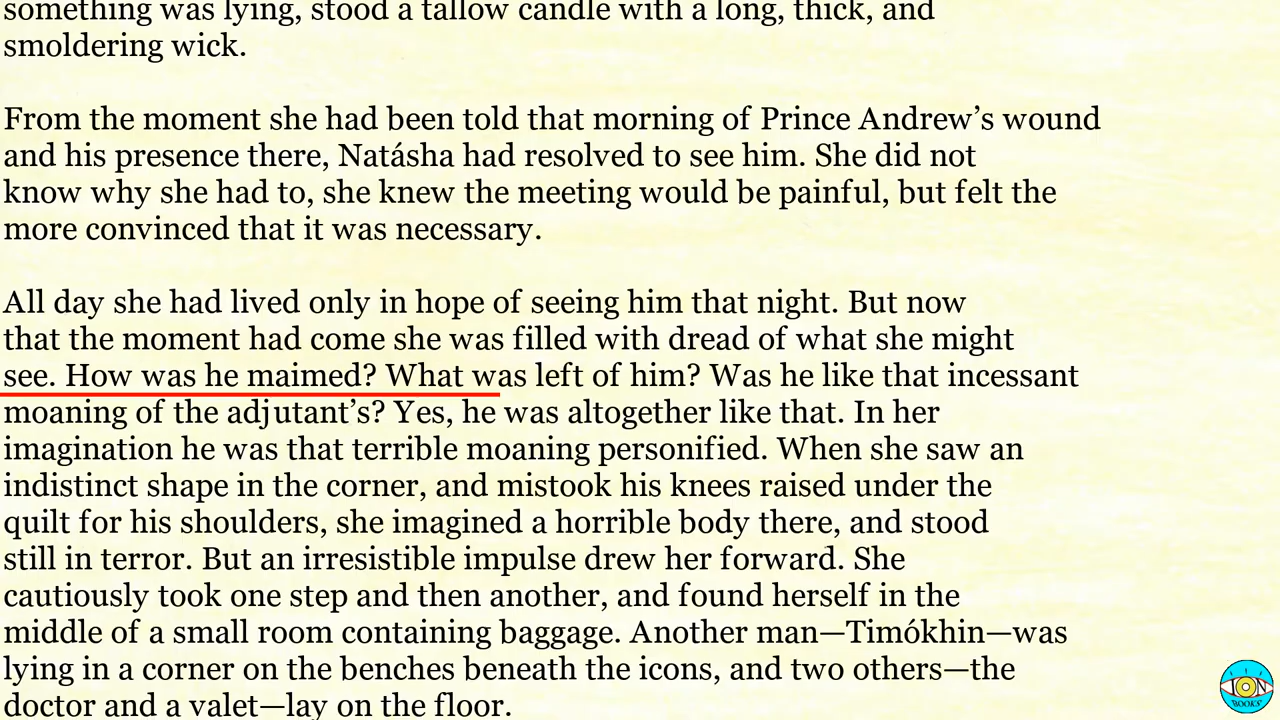 something was lying, stood a tallow candle with a long, thick, and
smoldering wick.
From the moment she had been told that morning of Prince Andrew’s wound
and his presence there, Natásha had resolved to see him. She did not
know why she had to, she knew the meeting would be painful, but felt the
more convinced that it was necessary.
All day she had lived only in hope of seeing him that night. But now
that the moment had come she was filled with dread of what she might
see. How was he maimed? What was left of him? Was he like that incessant
moaning of the adjutant’s? Yes, he was altogether like that. In her
imagination he was that terrible moaning personified. When she saw an
indistinct shape in the corner, and mistook his knees raised under the
quilt for his shoulders, she imagined a horrible body there, and stood
still in terror. But an irresistible impulse drew her forward. She
cautiously took one step and then another, and found herself in the
middle of a small room containing baggage. Another man—Timókhin—was
lying in a corner on the benches beneath the icons, and two others—the
doctor and a valet—lay on the floor.
ION
BOOKS